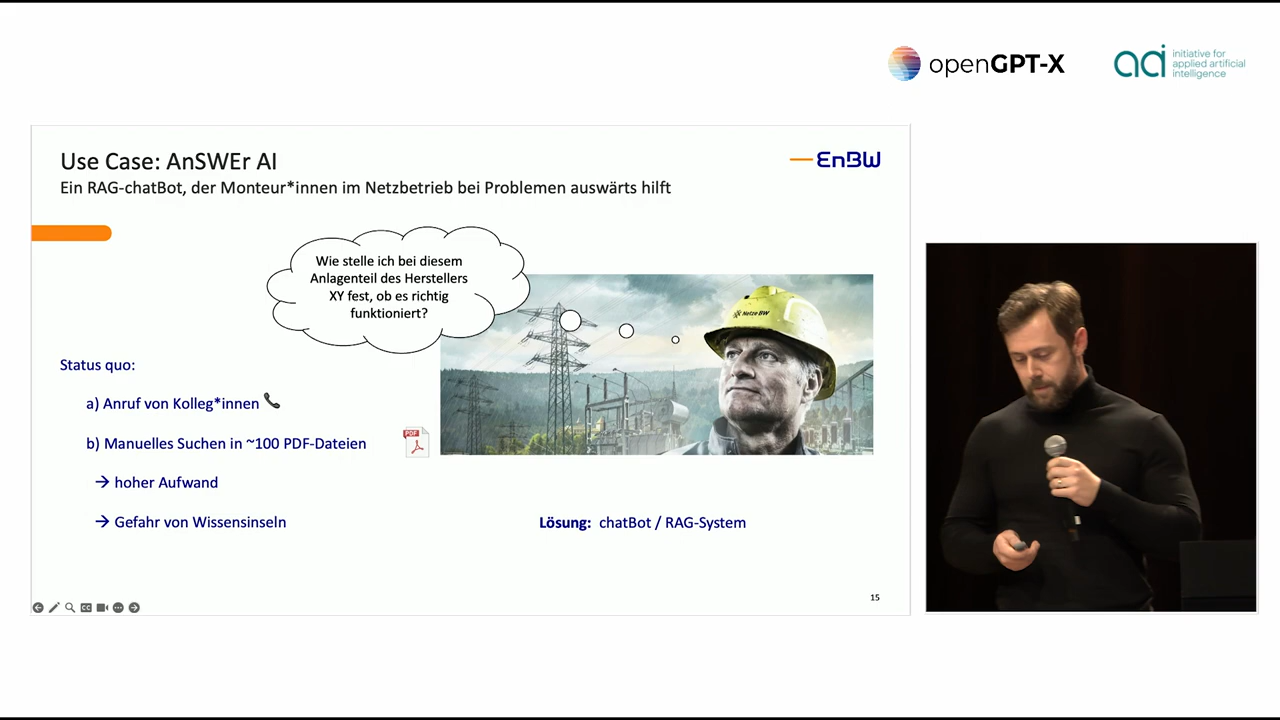 openGPT-X
initiative for
applied artificial
intelligence
Use Case: AnSWEr AI
EnBW
Ein RAG-chatBot, der Monteur*innen im Netzbetrieb bei Problemen auswärts hilft
Wie stelle ich bei diesem
Anlagenteil des Herstellers
XY fest, ob es richtig
funktioniert?
Netze BW
Status quo:
a) Anruf von Kolleg*innen
b) Manuelles Suchen in ~100 PDF-Dateien
PDF
→ hoher Aufwand
→ Gefahr von Wissensinseln
Lösung: chatBot / RAG-System
15
CC